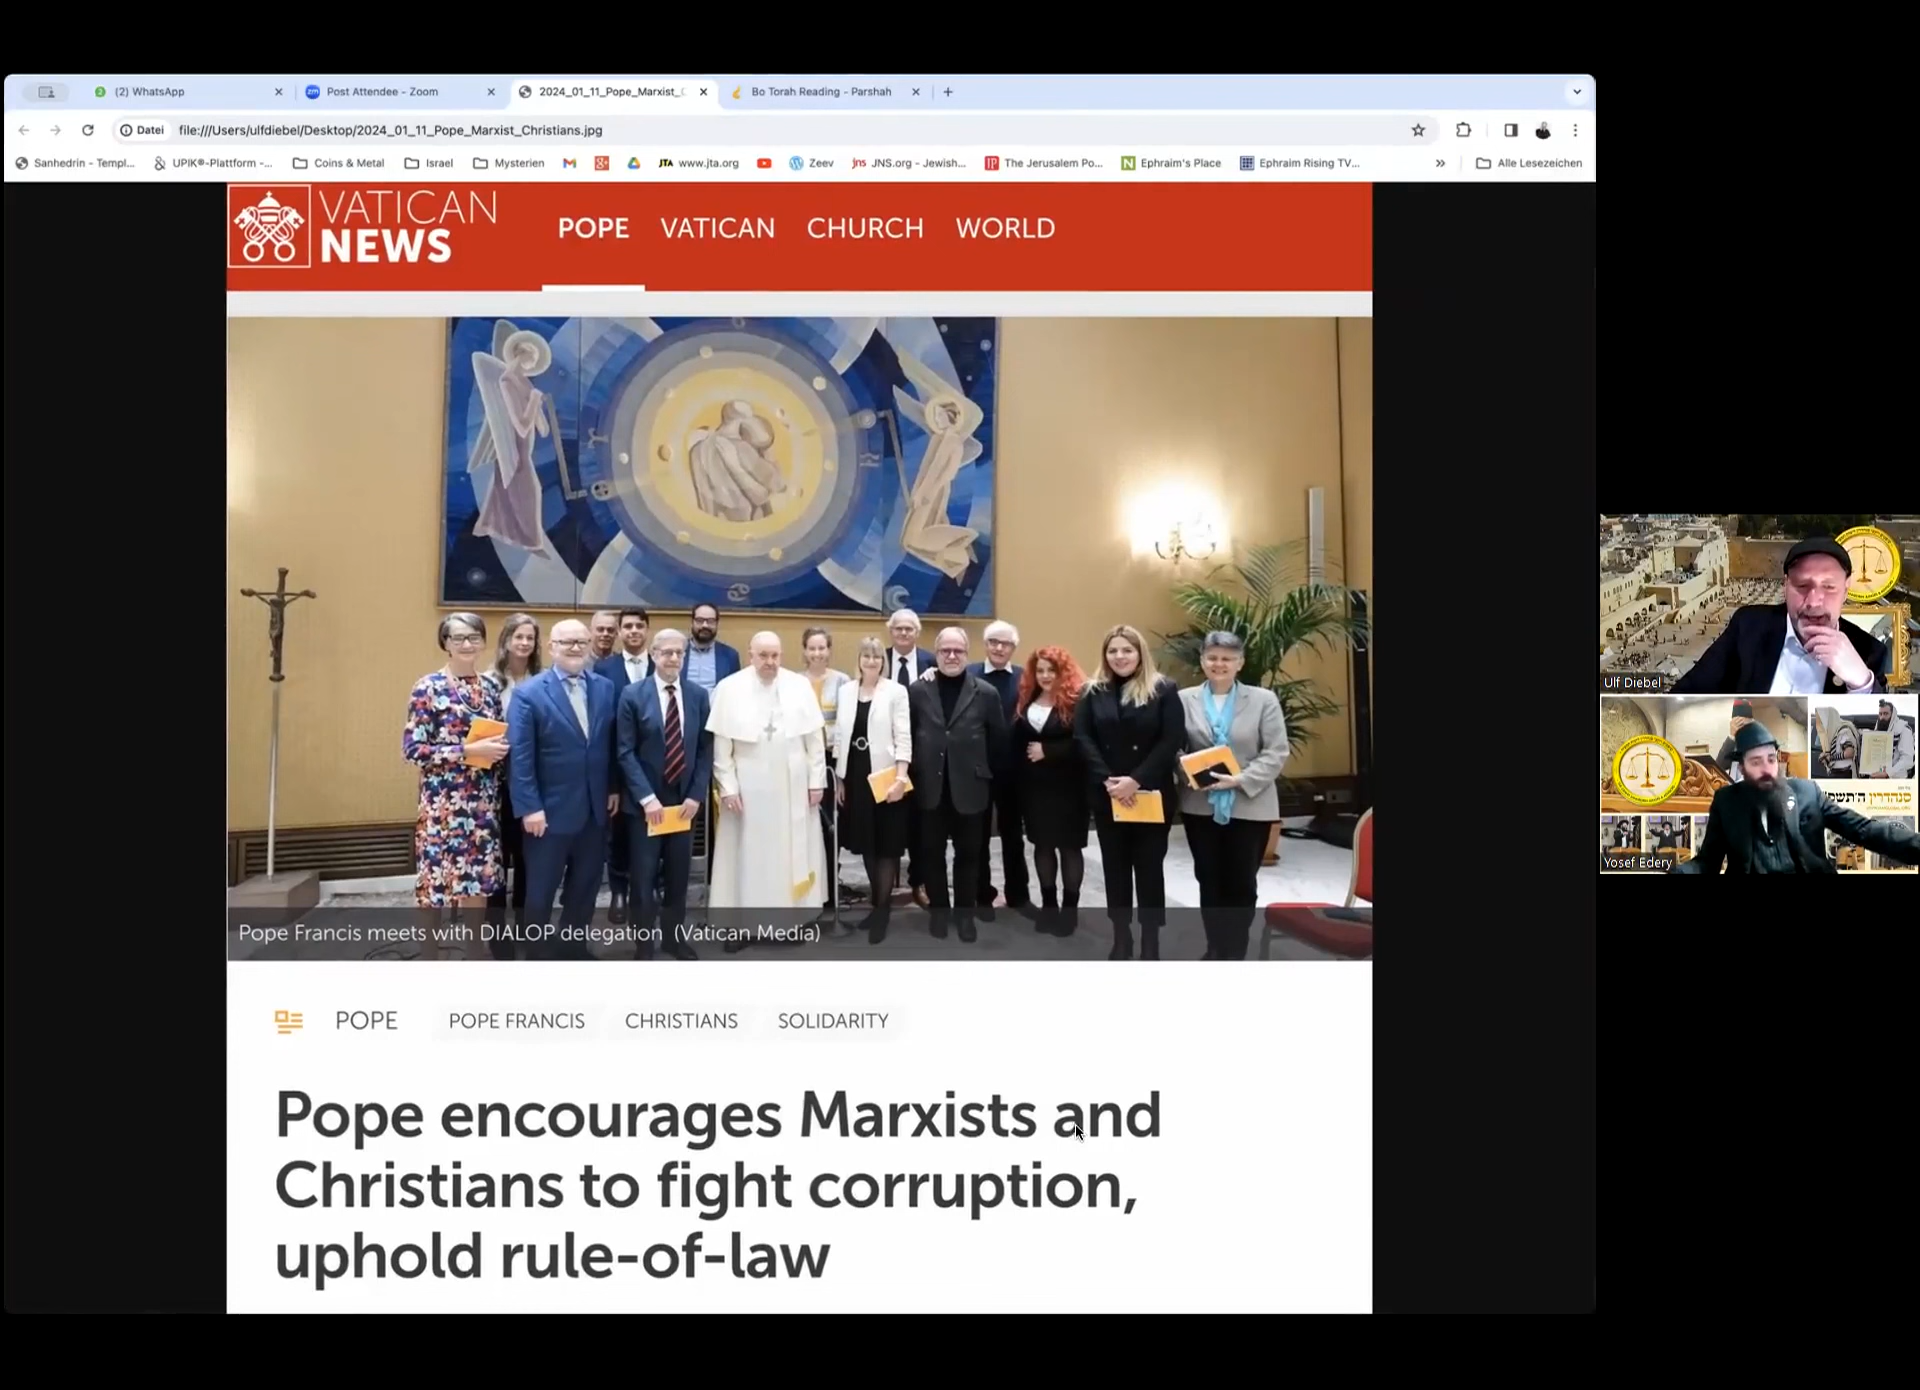 (2) WhatsApp
Post Attendee - Zoom
2024_01_11_Pope_Marxist_C
Bo Torah Reading - Parshah
Datei
file:///Users/ulfdiebel/Desktop/2024_01_11_Pope_Marxist_Christians.jpg
Sanhedrin - Templ...
UPIK®-Plattform -...
Coins & Metal
Israel
Mysterien
JTA www.jta.org
Zeev
jns JNS.org - Jewish...
The Jerusalem Po...
N Ephraim's Place
Ephraim Rising TV...
»
Alle Lesezeichen
VATICAN
NEWS
POPE VATICAN CHURCH WORLD
Pope Francis meets with DIALOP delegation (Vatican Media)
POPE POPE FRANCIS CHRISTIANS SOLIDARITY
Pope encourages Marxists and
Christians to fight corruption,
uphold rule-of-law
Ulf Diebel
סנהדרין
Yosef Edery